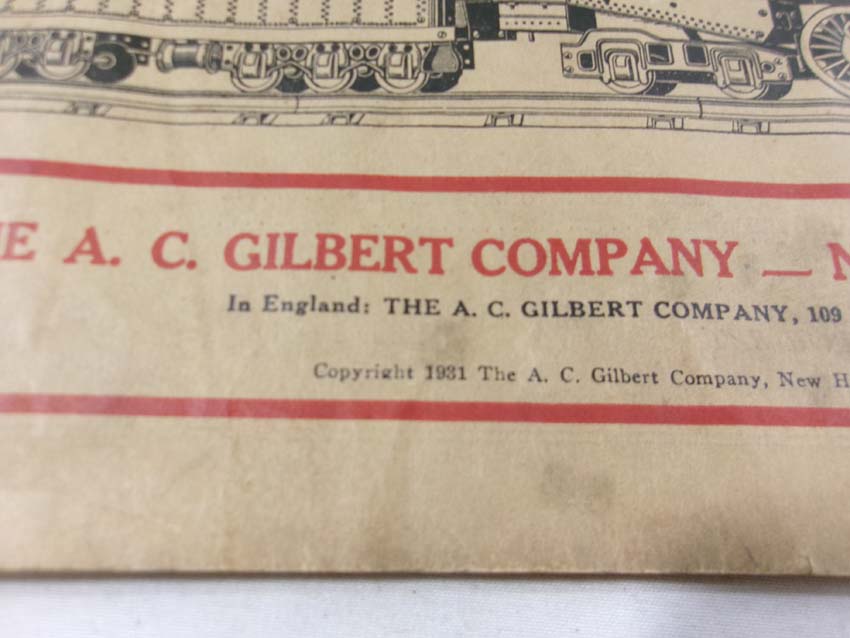 E A. C. GILBERT COMPANY — N
In England: THE A. C. GILBERT COMPANY, 109
Copyright 1931 The A. C. Gilbert Company, New H